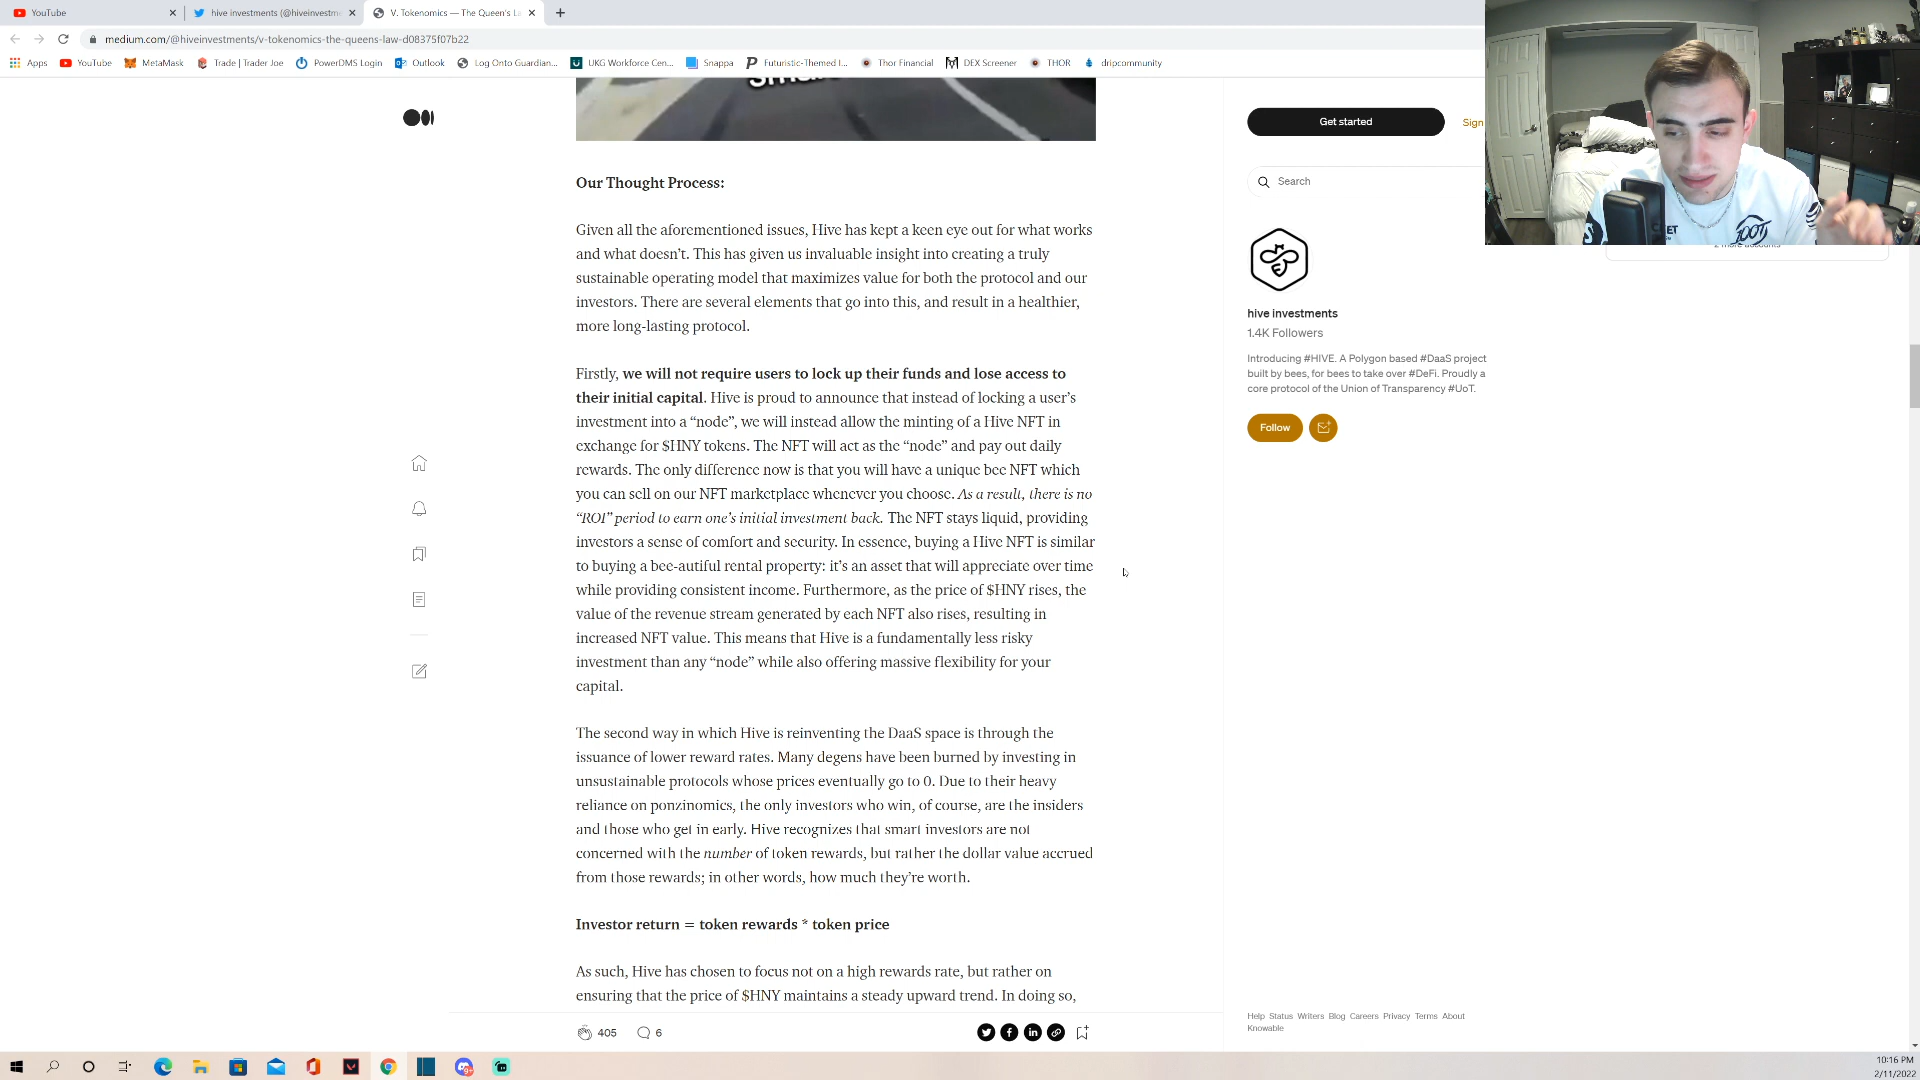 YouTube
hive investments (@hiveinvestm
V. Tokenomics — The Queen's La
medium.com/@hiveinvestments/v-tokenomics-the-queens-law-d08375f07b22
Apps YouTube MetaMask Trade | Trader Joe PowerDMS Login Outlook Log Onto Guardian... UKG Workforce Cen... Snappa Futuristic-Themed I... Thor Financial DEX Screener THOR dripcommunity
Our Thought Process:
Given all the aforementioned issues, Hive has kept a keen eye out for what works
and what doesn't. This has given us invaluable insight into creating a truly
sustainable operating model that maximizes value for both the protocol and our
investors. There are several elements that go into this, and result in a healthier,
more long-lasting protocol.
Firstly, we will not require users to lock up their funds and lose access to
their initial capital. Hive is proud to announce that instead of locking a user's
investment into a “node”, we will instead allow the minting of a Hive NFT in
exchange for $HNY tokens. The NFT will act as the “node” and pay out daily
rewards. The only difference now is that you will have a unique bee NFT which
you can sell on our NFT marketplace whenever you choose. As a result, there is no
“ROI” period to earn one's initial investment back. The NFT stays liquid, providing
investors a sense of comfort and security. In essence, buying a Hive NFT is similar
to buying a bee-autiful rental property: it's an asset that will appreciate over time
while providing consistent income. Furthermore, as the price of $HNY rises, the
value of the revenue stream generated by each NFT also rises, resulting in
increased NFT value. This means that Hive is a fundamentally less risky
investment than any “node” while also offering massive flexibility for your
capital.
The second way in which Hive is reinventing the DaaS space is through the
issuance of lower reward rates. Many degens have been burned by investing in
unsustainable protocols whose prices eventually go to 0. Due to their heavy
reliance on ponzinomics, the only investors who win, of course, are the insiders
and those who get in early. Hive recognizes that smart investors are not
concerned with the number of token rewards, but rather the dollar value accrued
from those rewards; in other words, how much they're worth.
Investor return = token rewards * token price
As such, Hive has chosen to focus not on a high rewards rate, but rather on
ensuring that the price of $HNY maintains a steady upward trend. In doing so,
405 6
Get started Sign
Search
hive investments
1.4K Followers
Introducing #HIVE. A Polygon based #DaaS project
built by bees, for bees to take over #DeFi. Proudly a
core protocol of the Union of Transparency #UoT.
Follow
Help Status Writers Blog Careers Privacy Terms About
Knowable
10:16 PM
2/11/2022